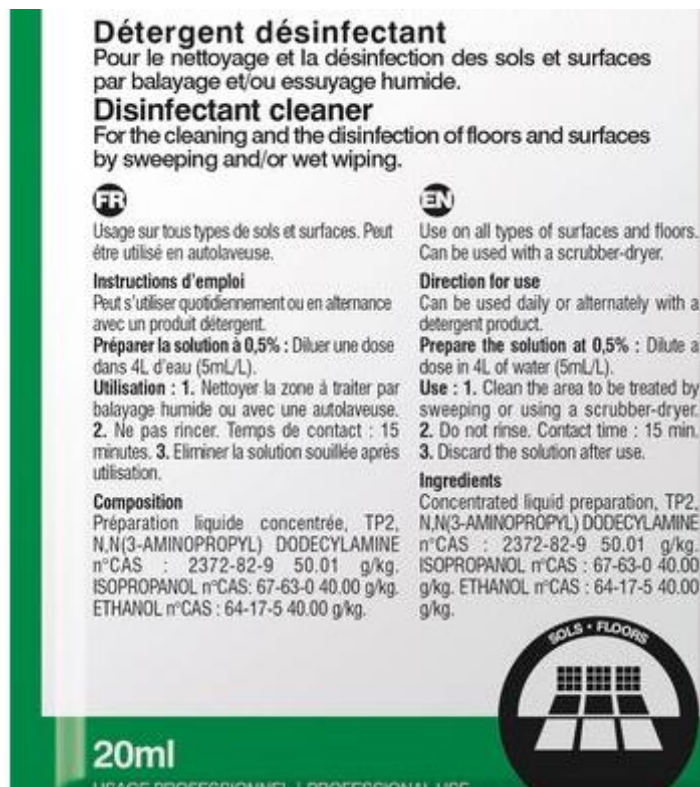 Détergent désinfectant
Pour le nettoyage et la désinfection des sols et surfaces
par balayage et/ou essuyage humide.
Disinfectant cleaner
For the cleaning and the disinfection of floors and surfaces
by sweeping and/or wet wiping.
FR
Usage sur tous types de sols et surfaces. Peut
être utilisé en autolaveuse.
Instructions d'emploi
Peut s'utiliser quotidiennement ou en alternance
avec un produit détergent.
Préparer la solution à 0,5% : Diluer une dose
dans 4L d'eau (5mL/L).
Utilisation : 1. Nettoyer la zone à traiter par
balayage humide ou avec une autolaveuse.
2. Ne pas rincer. Temps de contact : 15
minutes. 3. Eliminer la solution souillée après
utilisation.
Composition
Préparation liquide concentrée, TP2,
N,N(3-AMINOPROPYL) DODECYLAMINE
n°CAS : 2372-82-9 50.01 g/kg.
ISOPROPANOL n°CAS: 67-63-0 40.00 g/kg.
ETHANOL n°CAS : 64-17-5 40.00 g/kg.
EN
Use on all types of surfaces and floors.
Can be used with a scrubber-dryer.
Direction for use
Can be used daily or alternately with a
detergent product.
Prepare the solution at 0,5% : Dilute a
dose in 4L of water (5mL/L).
Use : 1. Clean the area to be treated by
sweeping or using a scrubber-dryer.
2. Do not rinse. Contact time : 15 min.
3. Discard the solution after use.
Ingredients
Concentrated liquid preparation, TP2,
N,N(3-AMINOPROPYL) DODECYLAMINE
n°CAS : 2372-82-9 50.01 g/kg.
ISOPROPANOL n°CAS : 67-63-0 40.00
g/kg. ETHANOL n°CAS : 64-17-5 40.00
g/kg.
SOLS • FLOORS
20ml
USAGE PROFESSIONNEL | PROFESSIONAL USE